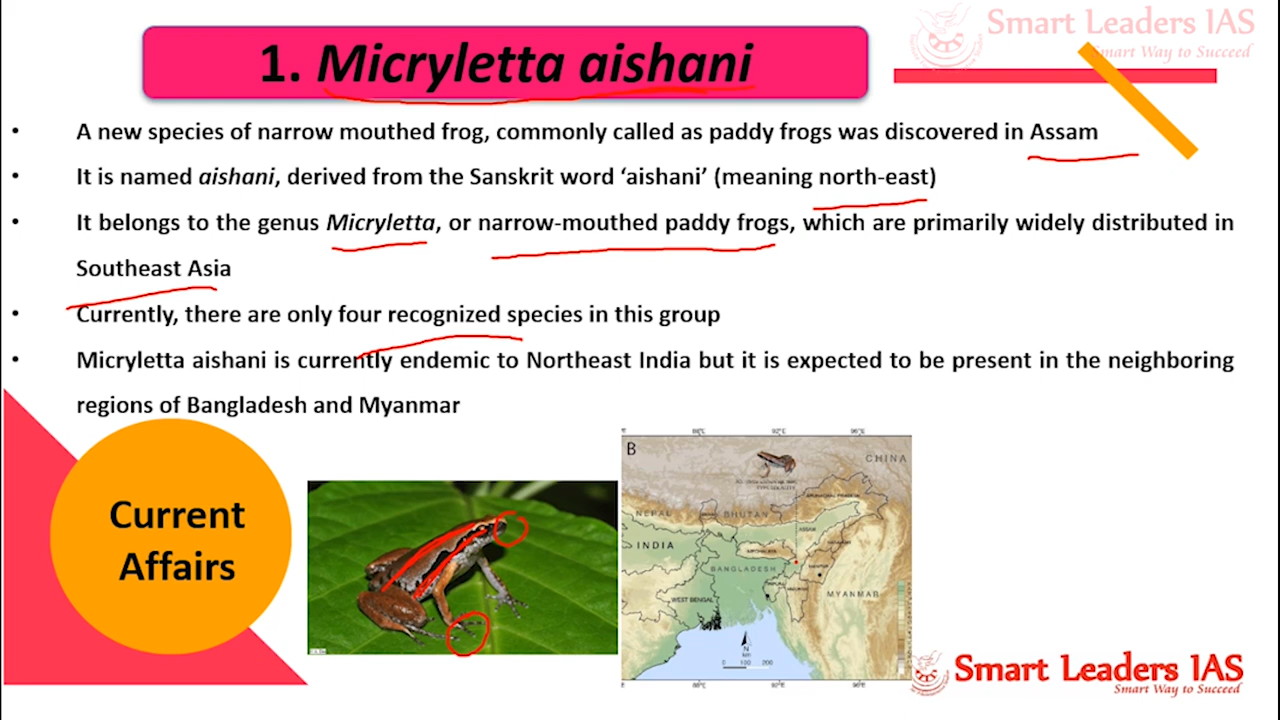 Smart Leaders IAS
Smart Way to Succeed
1. Micryletta aishani
• A new species of narrow mouthed frog, commonly called as paddy frogs was discovered in Assam
• It is named aishani, derived from the Sanskrit word ‘aishani’ (meaning north-east)
• It belongs to the genus Micryletta, or narrow-mouthed paddy frogs, which are primarily widely distributed in
Southeast Asia
• Currently, there are only four recognized species in this group
• Micryletta aishani is currently endemic to Northeast India but it is expected to be present in the neighboring
regions of Bangladesh and Myanmar
Current
Affairs
B
CHINA
NEPAL
BHUTAN
ASSAM
INDIA
BANGLADESH
MYANMAR
WEST BENGAL
N
km
0 100 200
Smart Leaders IAS
Smart Way to Succeed